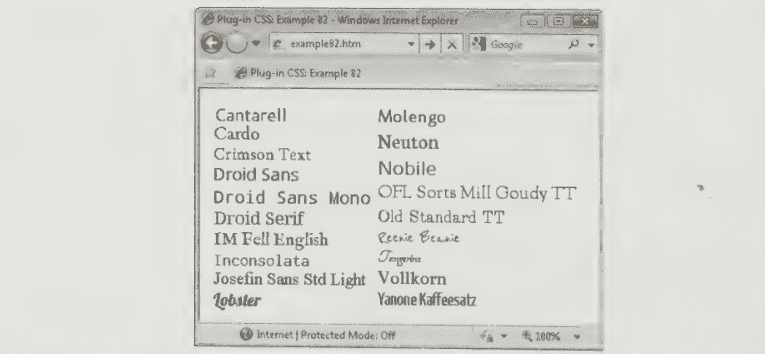 Plug-in CSS: Example 82 - Windows Internet Explorer
example82.htm
Google
Plug-in CSS: Example 82
Cantarell
Cardo
Crimson Text
Droid Sans
Droid Sans Mono
Droid Serif
IM Fell English
Inconsolata
Josefin Sans Std Light
Lobster
Molengo
Neuton
Nobile
OFL Sorts Mill Goudy TT
Old Standard TT
Reenie Beanie
Tangerine
Vollkorn
Yanone Kaffeesatz
Internet | Protected Mode: Off
100%